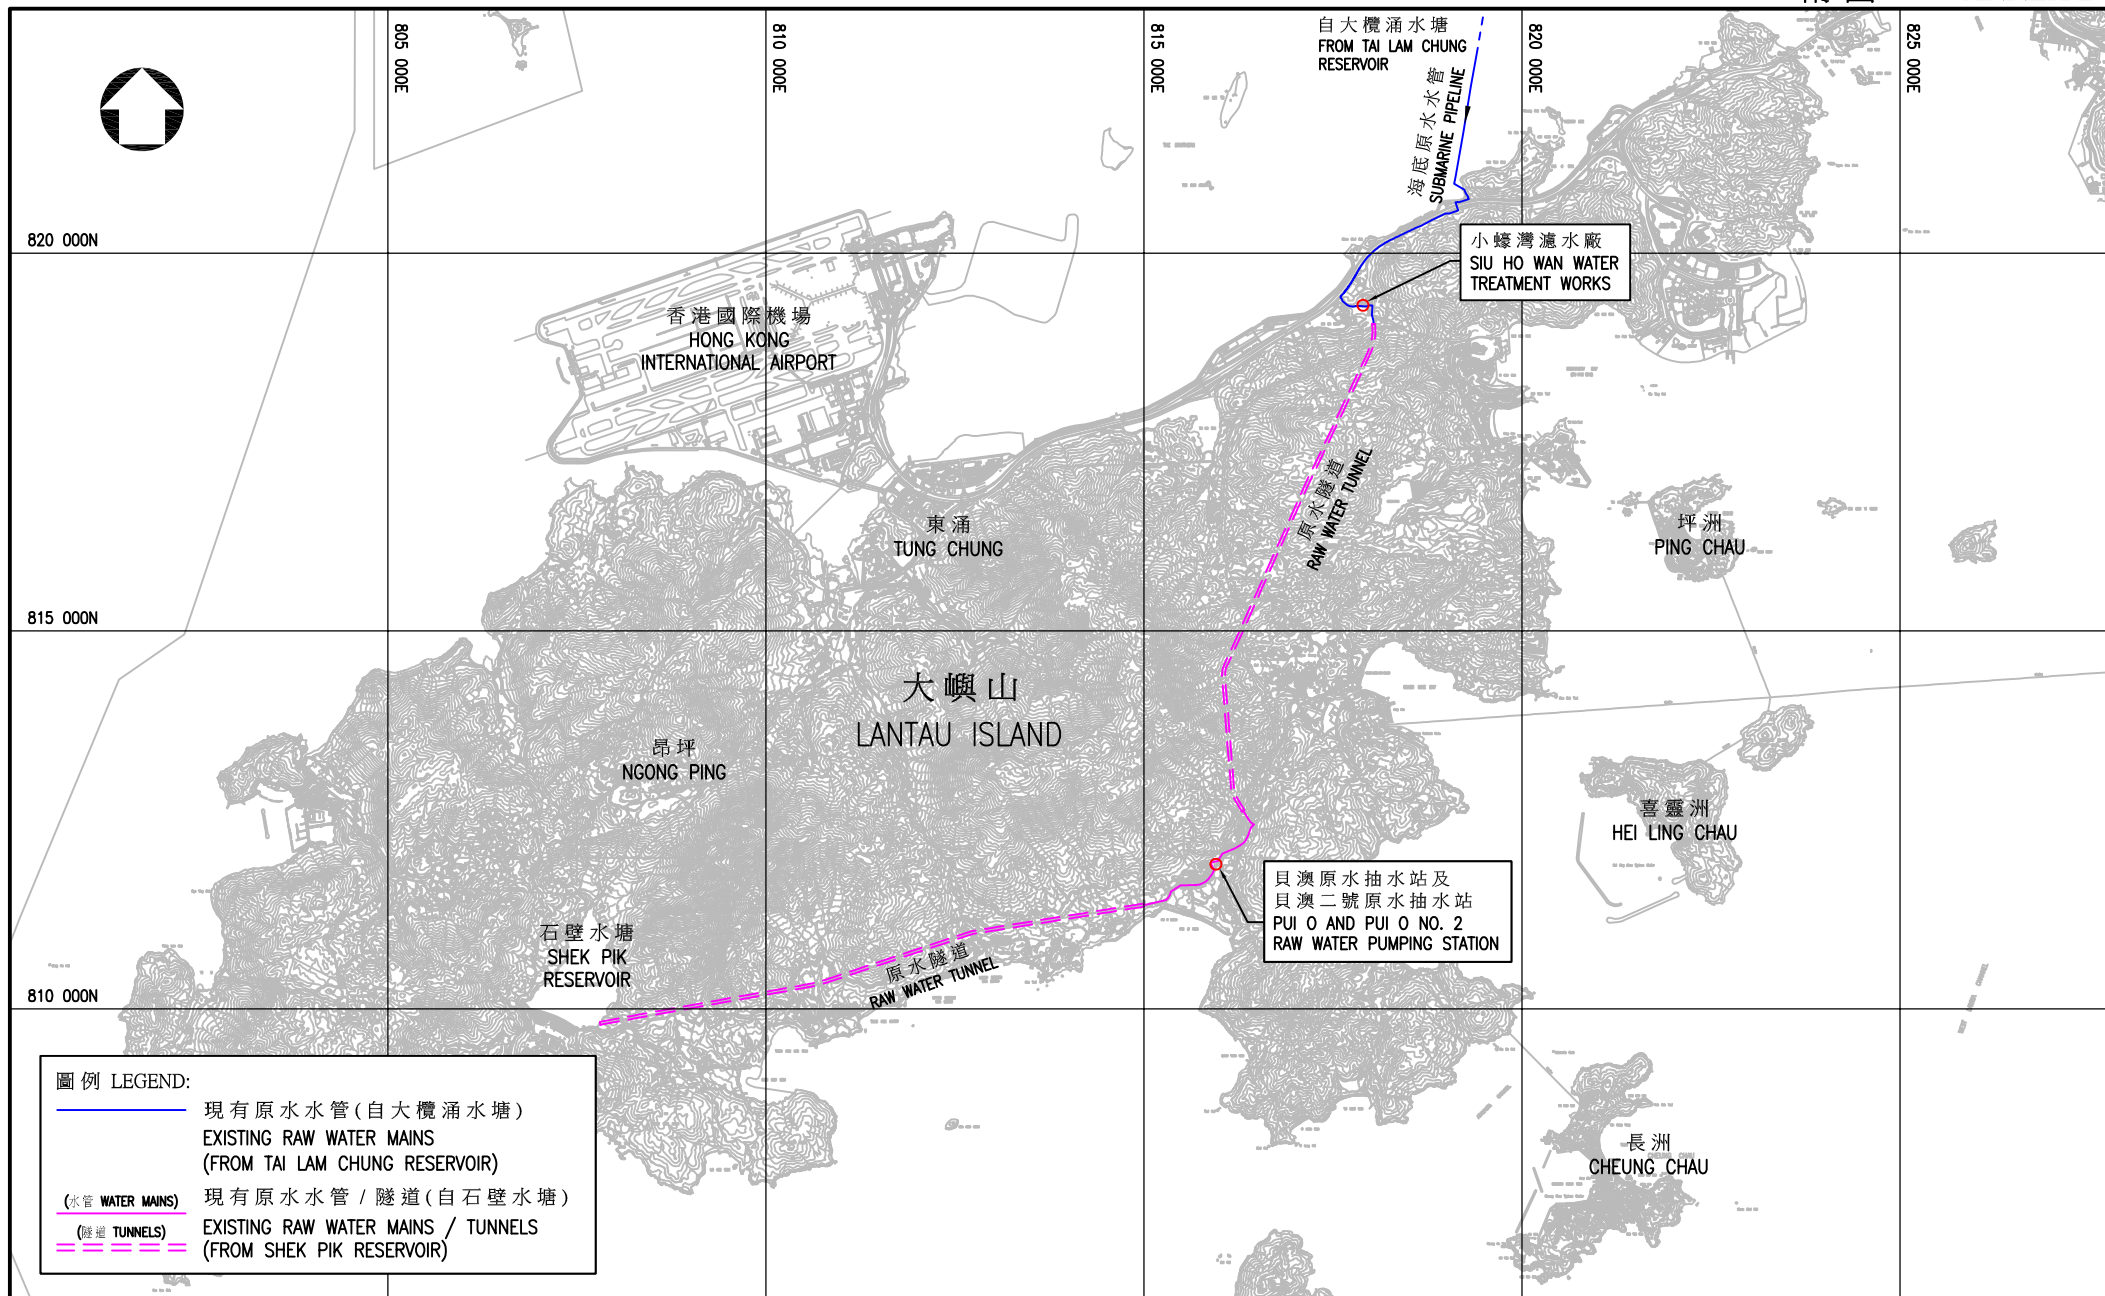 805 000E
810 000E
815 000E
820 000E
825 000E
自大欖涌水塘
FROM TAI LAM CHUNG
RESERVOIR
海底原水水管
SUBMARINE PIPELINE
820 000N
小蠔灣濾水廠
SIU HO WAN WATER
TREATMENT WORKS
香港國際機場
HONG KONG
INTERNATIONAL AIRPORT
原水隧道
RAW WATER TUNNEL
東涌
TUNG CHUNG
坪洲
PING CHAU
815 000N
大嶼山
LANTAU ISLAND
昂坪
NGONG PING
喜靈洲
HEI LING CHAU
貝澳原水抽水站及
貝澳二號原水抽水站
PUI O AND PUI O NO. 2
RAW WATER PUMPING STATION
石壁水塘
SHEK PIK
RESERVOIR
原水隧道
RAW WATER TUNNEL
810 000N
長洲
CHEUNG CHAU
圖例 LEGEND:
現有原水水管(自大欖涌水塘)
EXISTING RAW WATER MAINS
(FROM TAI LAM CHUNG RESERVOIR)
(水管 WATER MAINS)
現有原水水管 / 隧道(自石壁水塘)
(隧道 TUNNELS)
EXISTING RAW WATER MAINS / TUNNELS
(FROM SHEK PIK RESERVOIR)